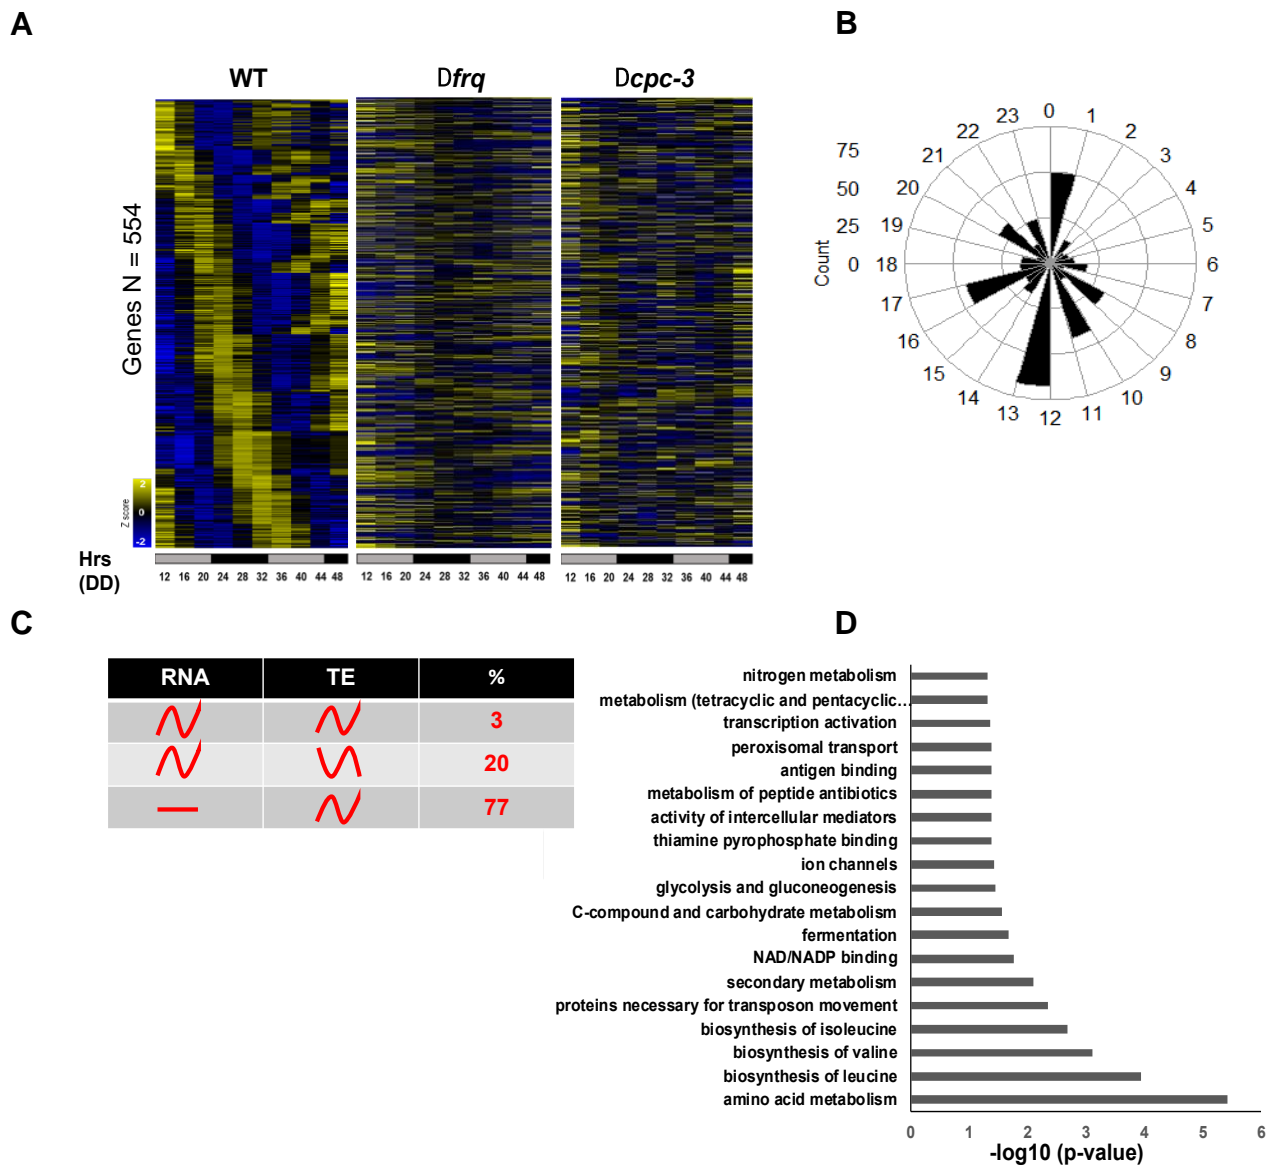 A
WT
Dfrq
Dcpc-3
Genes N = 554
2
0
-2
Z score
Hrs
(DD)
12 16 20 24 28 32 36 40 44 48
12 16 20 24 28 32 36 40 44 48
12 16 20 24 28 32 36 40 44 48
B
75
50
25
0
Count
0
1
2
3
4
5
6
7
8
9
10
11
12
13
14
15
16
17
18
19
20
21
22
23
C
RNA TE %
3
20
77
D
nitrogen metabolism
metabolism (tetracyclic and pentacyclic…
transcription activation
peroxisomal transport
antigen binding
metabolism of peptide antibiotics
activity of intercellular mediators
thiamine pyrophosphate binding
ion channels
glycolysis and gluconeogenesis
C-compound and carbohydrate metabolism
fermentation
NAD/NADP binding
secondary metabolism
proteins necessary for transposon movement
biosynthesis of isoleucine
biosynthesis of valine
biosynthesis of leucine
amino acid metabolism
0 1 2 3 4 5 6
-log10 (p-value)